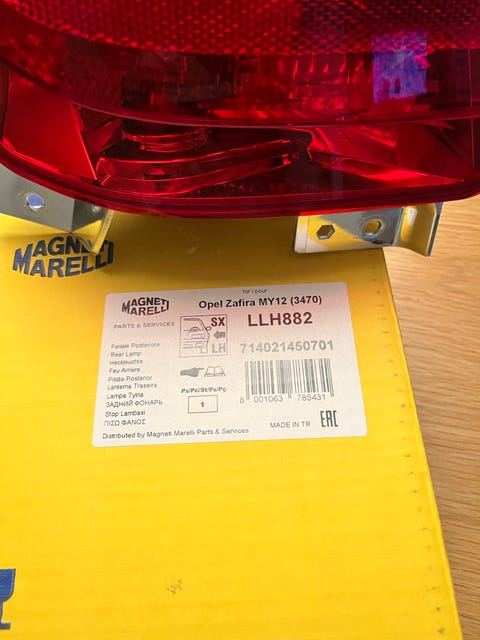 MAGNETI
MARELLI
for / pour
MAGNETI
MARELLI
Opel Zafira MY12 (3470)
PARTS & SERVICES
SX
LH
LLH882
714021450701
Fanale Posteriore
Rear Lamp
Heckleuchte
Feu Arriere
Piloto Posterior
Lanterna Traseira
Lampa Tylna
ЗАДНИЙ ФОНАРЬ
Stop Lambasi
ΠΙΣΩ ΦΑΝΟΣ
Pz/Pc/St/Pe/Pç.
1
8 001063 785431
MADE IN TR
EAC
Distributed by Magneti Marelli Parts & Services